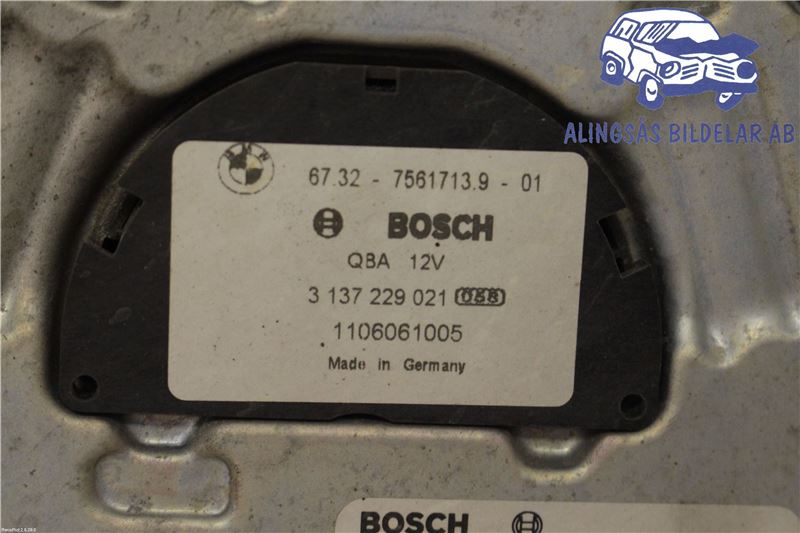 ALINGSÅS BILDELAR AB
BMW
67.32 - 7561713.9 - 01
BOSCH
QBA 12V
3 137 229 021 058
1106061005
Made in Germany
BOSCH